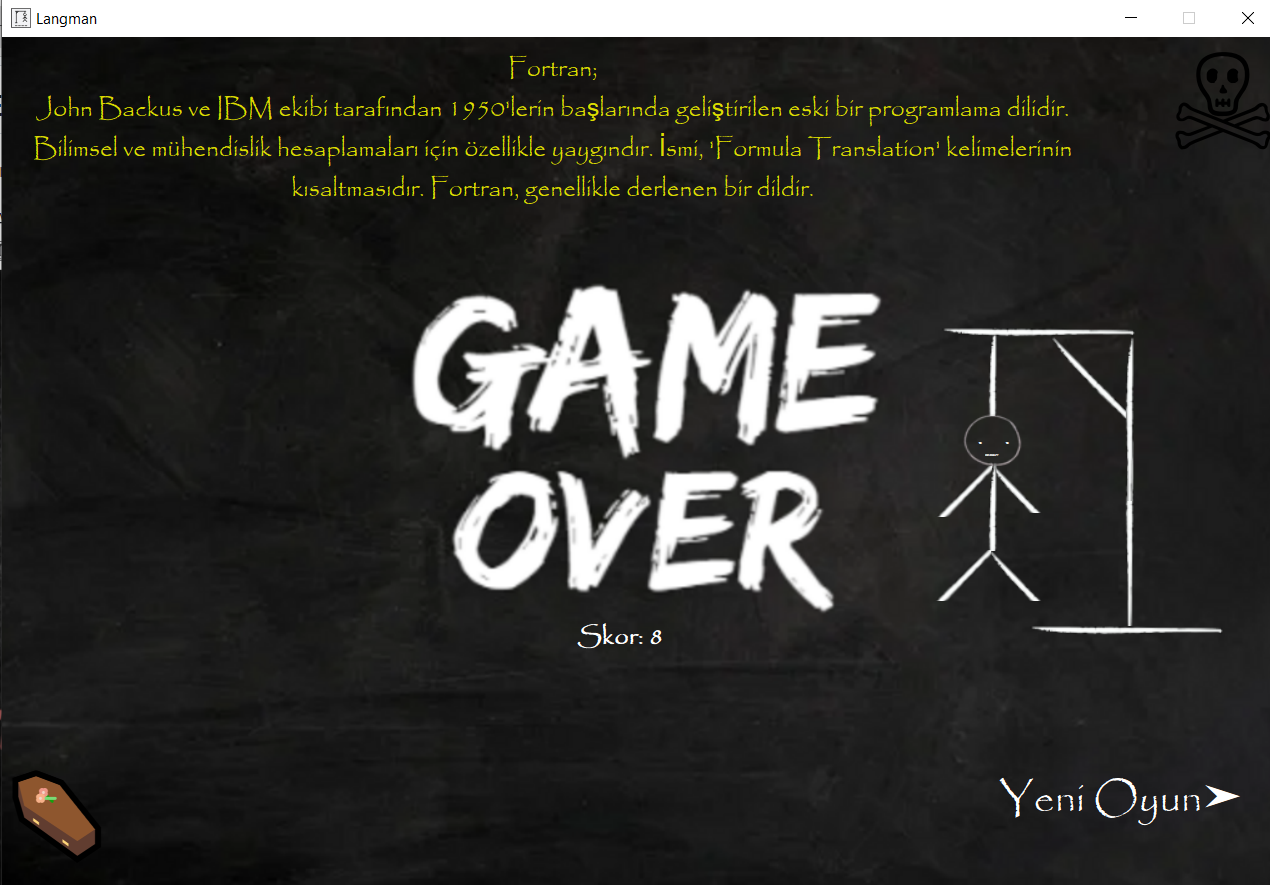 Langman
Fortran;
John Backus ve IBM ekibi tarafından 1950'lerin başlarında geliştirilen eski bir programlama dilidir.
Bilimsel ve mühendislik hesaplamaları için özellikle yaygındır. İsmi, 'Formula Translation' kelimelerinin
kısaltmasıdır. Fortran, genellikle derlenen bir dildir.
GAME
OVER
Skor: 8
Yeni Oyun